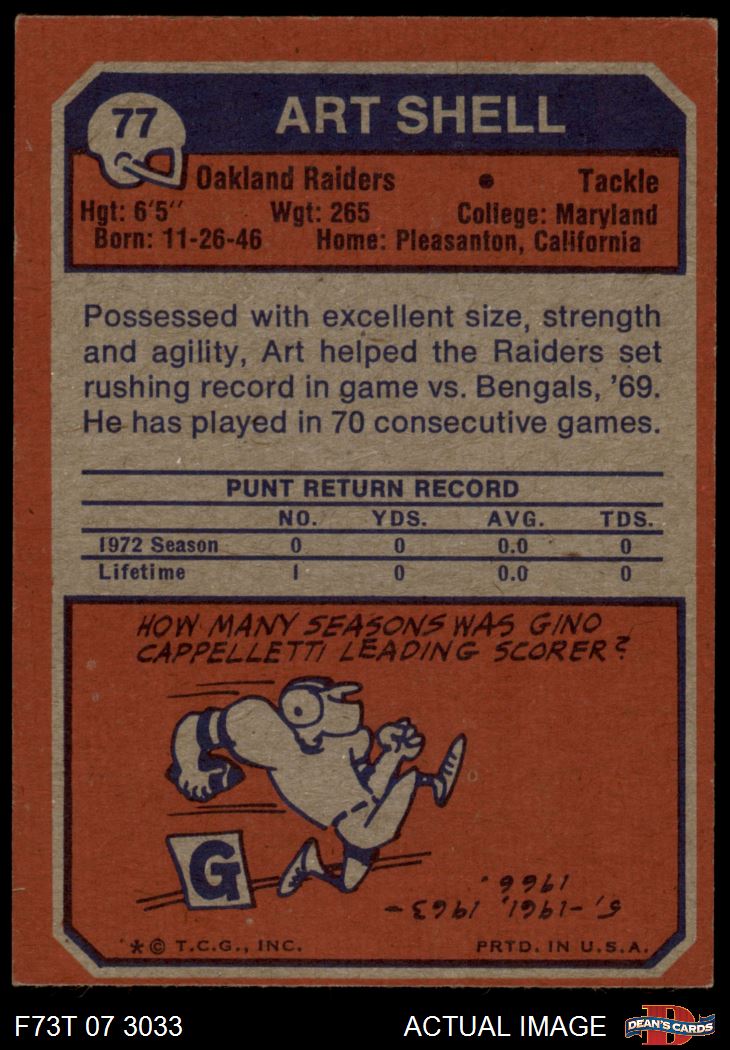 77
ART SHELL
Oakland Raiders • Tackle
Hgt: 6'5" Wgt: 265 College: Maryland
Born: 11-26-46 Home: Pleasanton, California
Possessed with excellent size, strength
and agility, Art helped the Raiders set
rushing record in game vs. Bengals, '69.
He has played in 70 consecutive games.
PUNT RETURN RECORD
NO. YDS. AVG. TDS.
1972 Season 0 0 0.0 0
Lifetime 1 0 0.0 0
HOW MANY SEASONS WAS GINO
CAPPELLETTI LEADING SCORER?
G
5,-1961, 1963-
1966.
*© T.C.G., INC. PRTD. IN U.S.A.
F73T 07 3033 ACTUAL IMAGE D DEAN'S CARDS